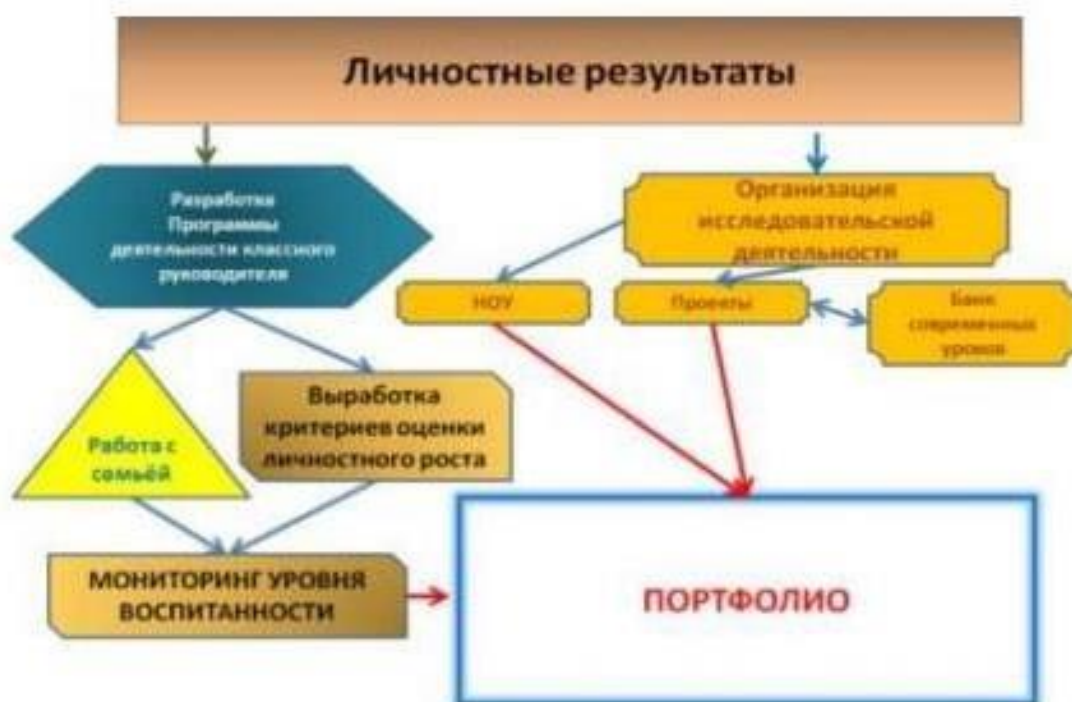 Личностные результаты
Разработка
Программы
деятельности классного
руководителя
Организация
исследовательской
деятельности
НОУ
Проекты
Банк
современных
уроков
Выработка
критериев оценки
личностного роста
Работа с
семьёй
МОНИТОРИНГ УРОВНЯ
ВОСПИТАННОСТИ
ПОРТФОЛИО